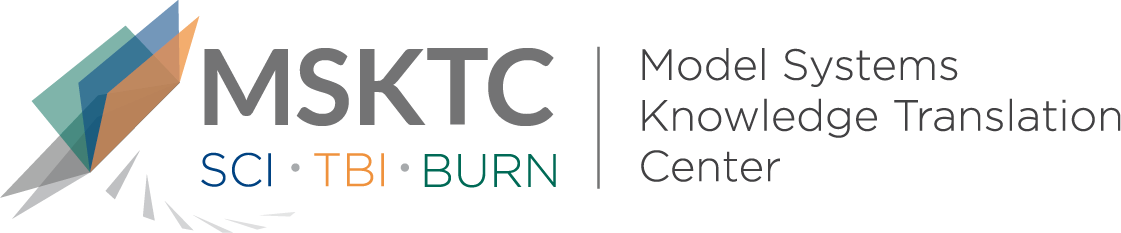 MSKTC
SCI • TBI • BURN
Model Systems
Knowledge Translation
Center